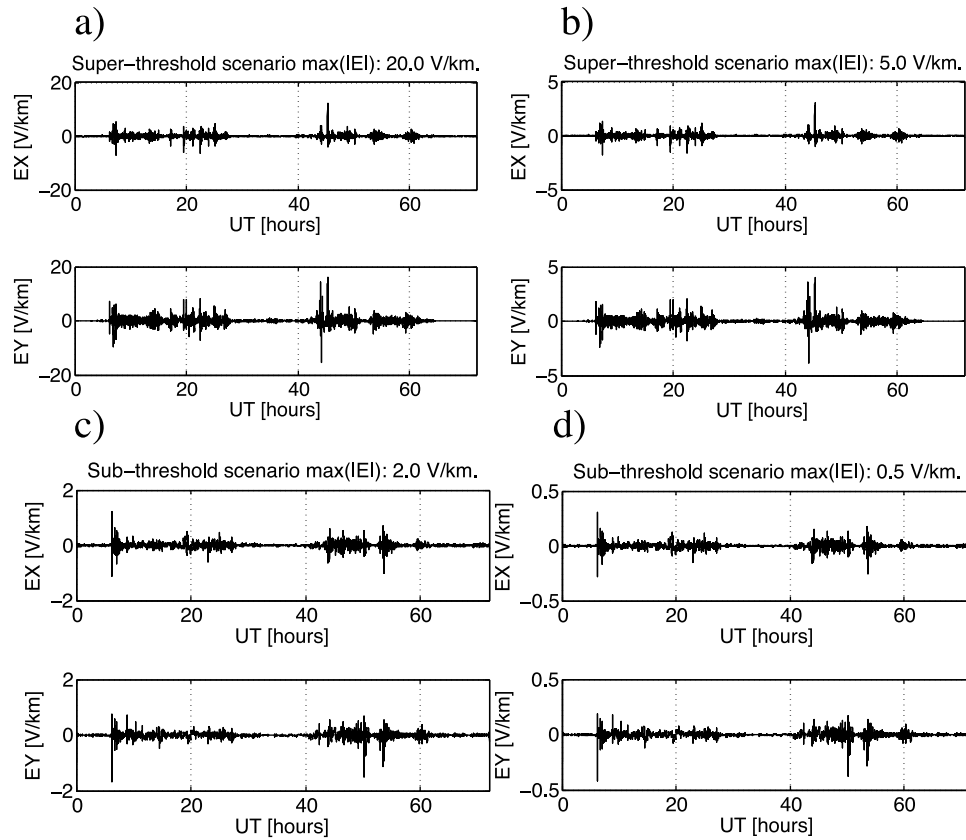 a)
Super−threshold scenario max(|E|): 20.0 V/km.
20
0
−20
EX [V/km]
0 20 40 60
UT [hours]
20
0
−20
EY [V/km]
0 20 40 60
UT [hours]
b)
Super−threshold scenario max(|E|): 5.0 V/km.
5
0
−5
EX [V/km]
0 20 40 60
UT [hours]
5
0
−5
EY [V/km]
0 20 40 60
UT [hours]
c)
Sub−threshold scenario max(|E|): 2.0 V/km.
2
0
−2
EX [V/km]
0 20 40 60
UT [hours]
2
0
−2
EY [V/km]
0 20 40 60
UT [hours]
d)
Sub−threshold scenario max(|E|): 0.5 V/km.
0.5
0
−0.5
EX [V/km]
0 20 40 60
UT [hours]
0.5
0
−0.5
EY [V/km]
0 20 40 60
UT [hours]